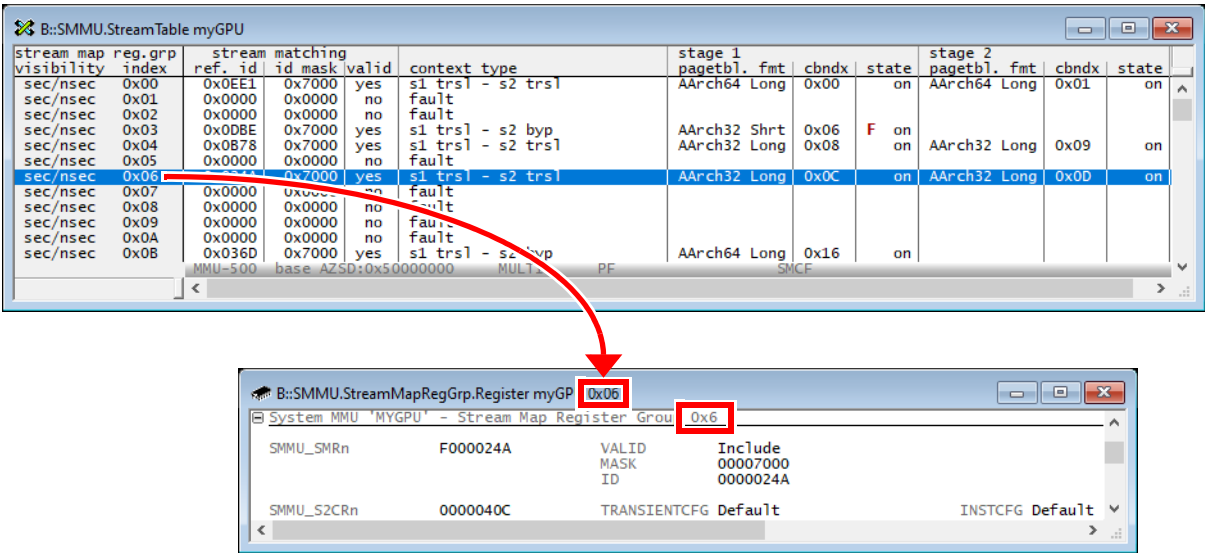 B::SMMU.StreamTable myGPU
stream map reg.grp stream matching stage 1 stage 2
visibility index ref. id id mask valid context type pagetbl. fmt cbndx state pagetbl. fmt cbndx state
sec/nsec 0x00 0x0EE1 0x7000 yes s1 trsl - s2 trsl AArch64 Long 0x00 on AArch64 Long 0x01 on
sec/nsec 0x01 0x0000 0x0000 no fault
sec/nsec 0x02 0x0000 0x0000 no fault
sec/nsec 0x03 0x0DBE 0x7000 yes s1 trsl - s2 byp AArch32 Shrt 0x06 F on
sec/nsec 0x04 0x0B78 0x7000 yes s1 trsl - s2 trsl AArch32 Long 0x08 on AArch32 Long 0x09 on
sec/nsec 0x05 0x0000 0x0000 no fault
sec/nsec 0x06 0x7000 yes s1 trsl - s2 trsl AArch32 Long 0x0C on AArch32 Long 0x0D on
sec/nsec 0x07 0x0000 no fault
sec/nsec 0x08 0x0000 0x0000 no
sec/nsec 0x09 0x0000 0x0000 no
sec/nsec 0x0A 0x0000 0x0000 no fault
sec/nsec 0x0B 0x036D 0x7000 yes s1 trsl - s2 byp AArch64 Long 0x16 on
MMU-500 base AZSD:0x50000000 PF SMCF
B::SMMU.StreamMapRegGrp.Register myGP 0x06
System MMU 'MYGPU' - Stream Map Register Grou 0x6
SMMU_SMRn F000024A VALID Include
MASK 00007000
ID 0000024A
SMMU_S2CRn 0000040C TRANSIENTCFG Default INSTCFG Default